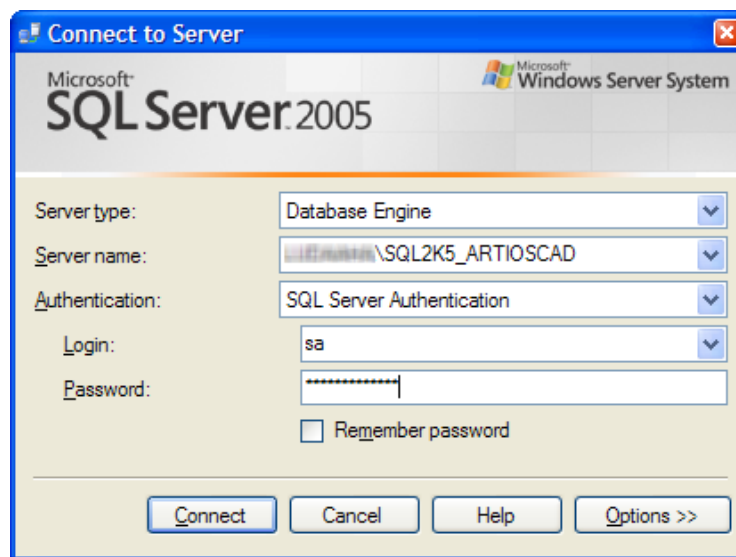 Connect to Server
Microsoft
SQL Server 2005
Microsoft
Windows Server System
Server type: Database Engine
Server name: \SQL2K5_ARTIOSCAD
Authentication: SQL Server Authentication
Login: sa
Password: *************
Remember password
Connect Cancel Help Options >>